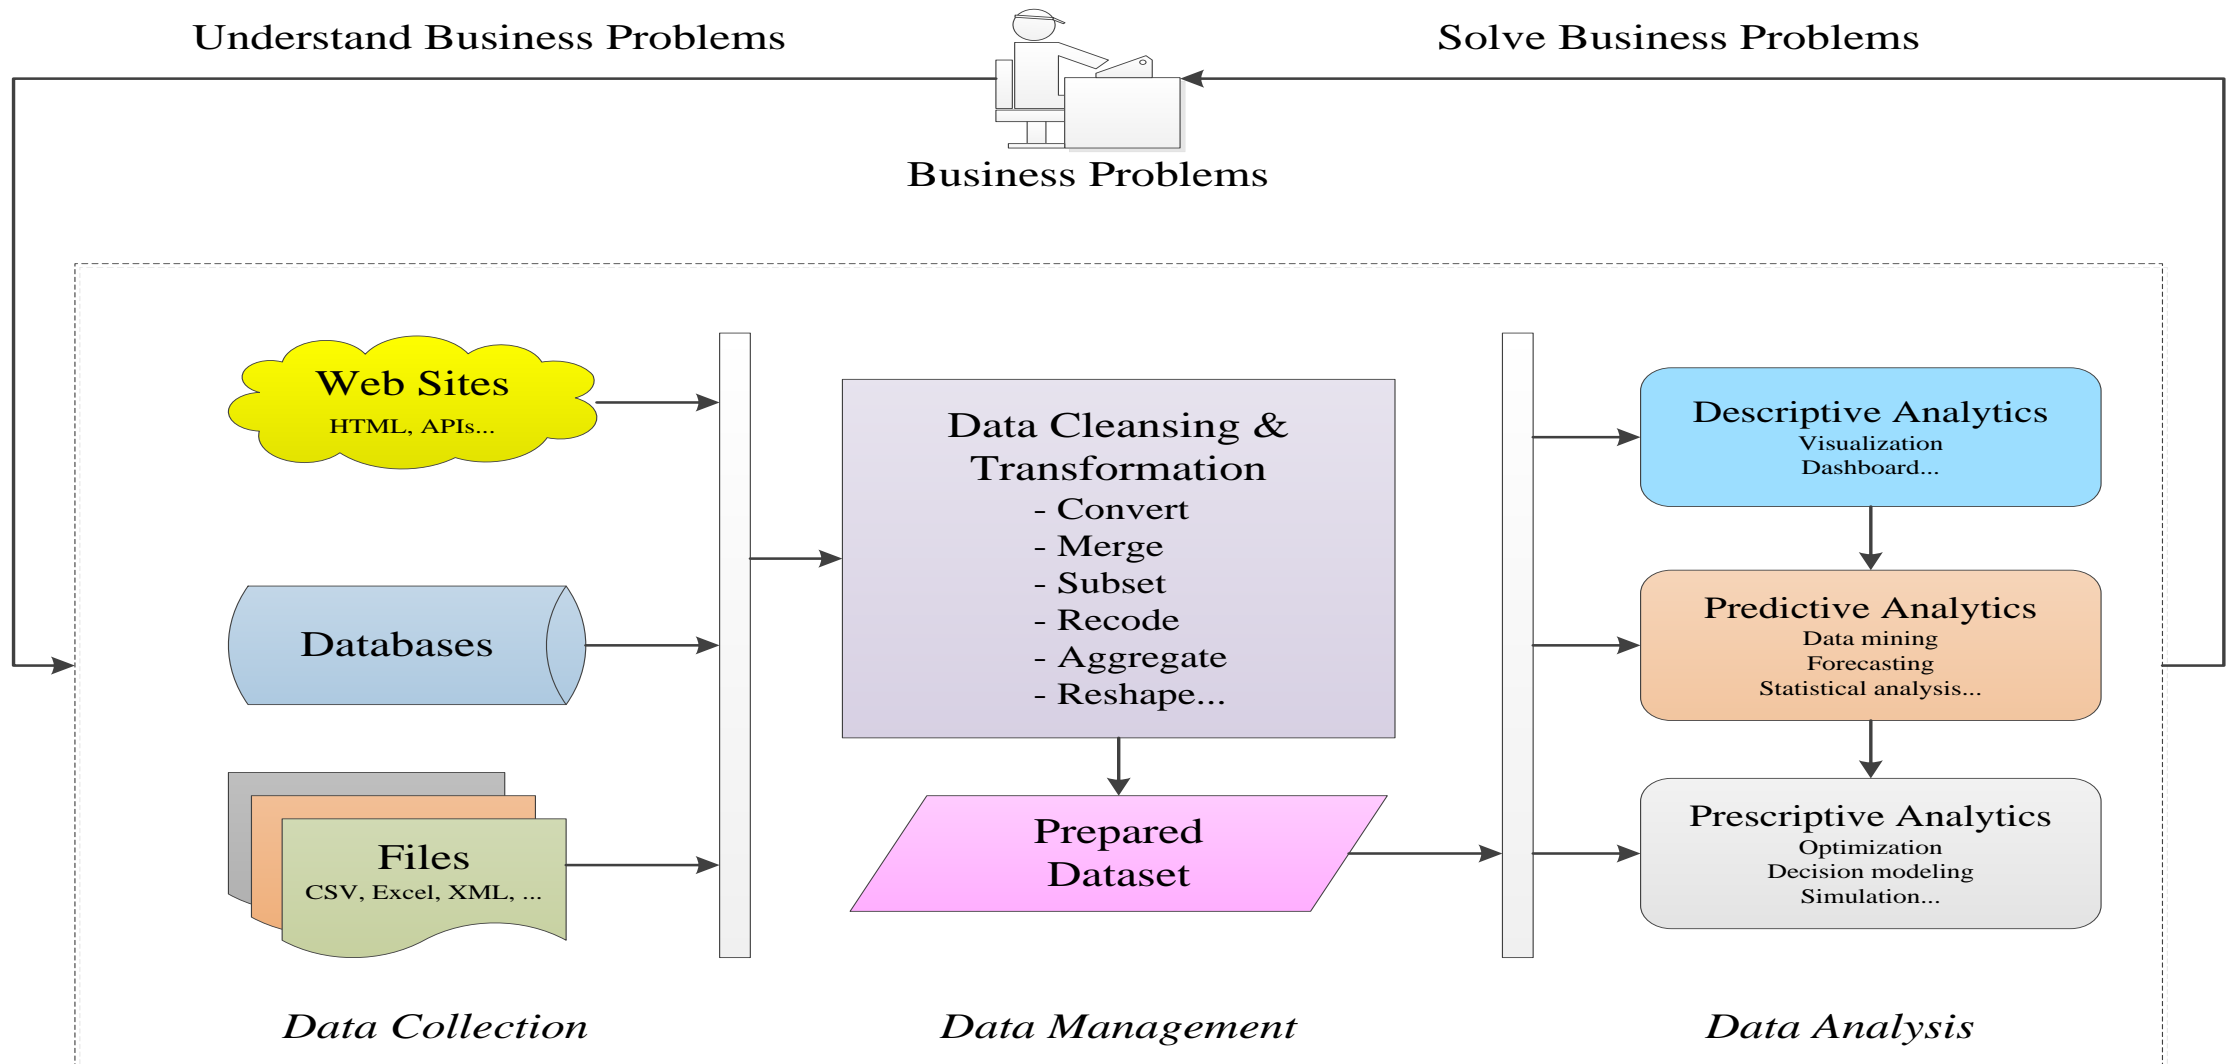 Understand Business Problems
Solve Business Problems
Business Problems
Web Sites
HTML, APIs...
Databases
Files
CSV, Excel, XML, ...
Data Collection
Data Cleansing &
Transformation
- Convert
- Merge
- Subset
- Recode
- Aggregate
- Reshape...
Prepared
Dataset
Data Management
Descriptive Analytics
Visualization
Dashboard...
Predictive Analytics
Data mining
Forecasting
Statistical analysis...
Prescriptive Analytics
Optimization
Decision modeling
Simulation...
Data Analysis